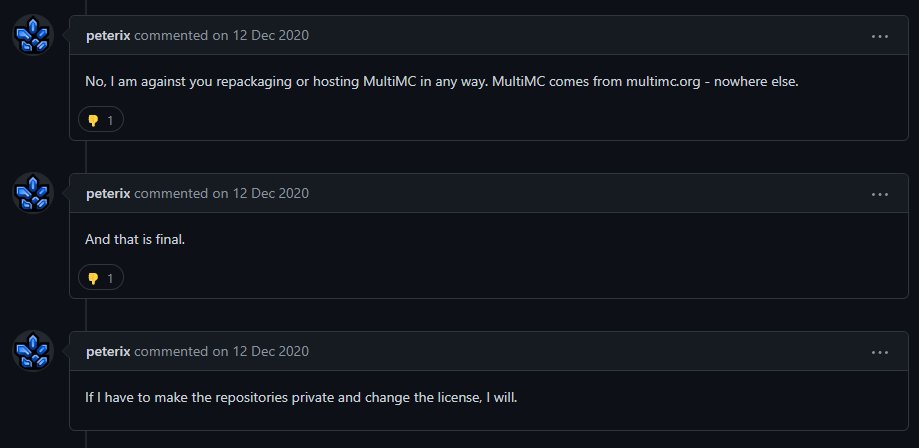 peterix commented on 12 Dec 2020
No, I am against you repackaging or hosting MultiMC in any way. MultiMC comes from multimc.org - nowhere else.
1
peterix commented on 12 Dec 2020
And that is final.
1
peterix commented on 12 Dec 2020
If I have to make the repositories private and change the license, I will.